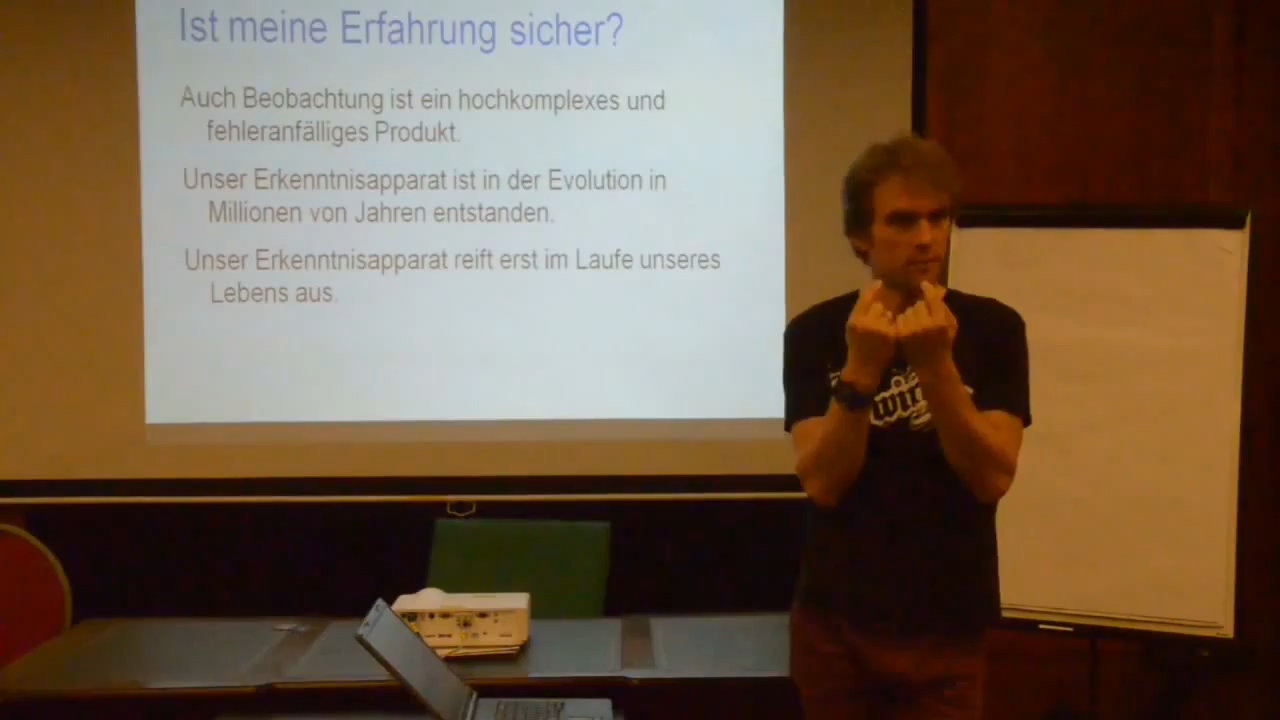 Ist meine Erfahrung sicher?
Auch Beobachtung ist ein hochkomplexes und
fehleranfälliges Produkt.
Unser Erkenntnisapparat ist in der Evolution in
Millionen von Jahren entstanden.
Unser Erkenntnisapparat reift erst im Laufe unseres
Lebens aus.